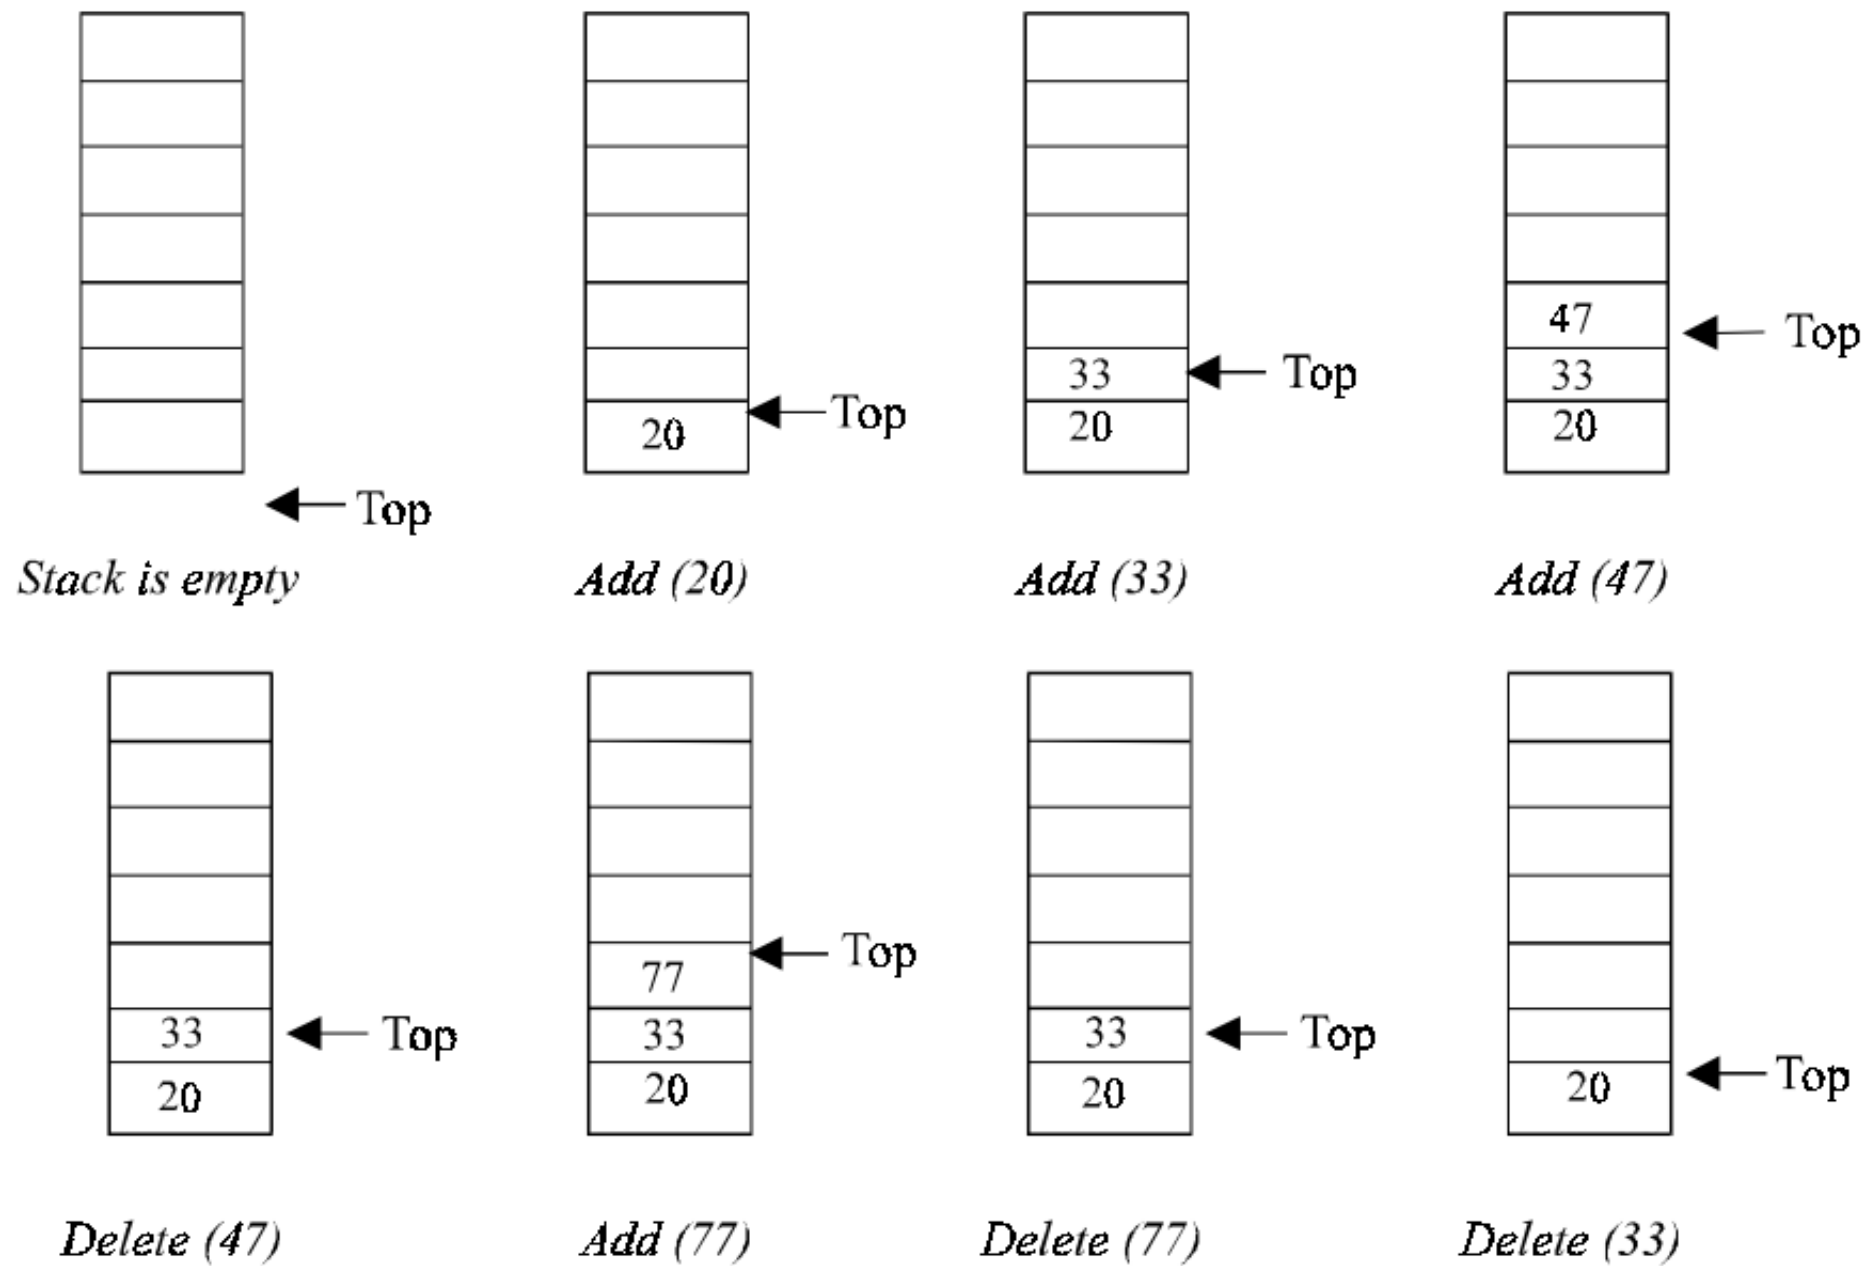 47
Top
33 Top 33
20 Top 20 20
Top
Stack is empty Add (20) Add (33) Add (47)
77 Top
33 Top 33 33 Top
20 20 20 20 Top
Delete (47) Add (77) Delete (77) Delete (33)